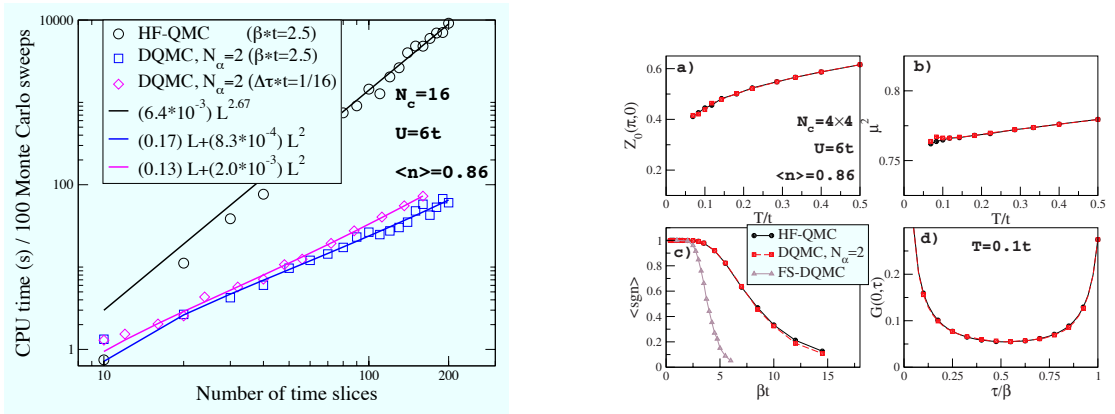 CPU time (s) / 100 Monte Carlo sweeps
10000
100
1
HF-QMC (β*t=2.5)
DQMC, N_α=2 (β*t=2.5)
DQMC, N_α=2 (Δτ*t=1/16)
(6.4*10^-3) L^2.67
(0.17) L+(8.3*10^-4) L^2
(0.13) L+(2.0*10^-3) L^2
N_c=16
U=6t
<n>=0.86
10 100 200
Number of time slices
a)
Z_0(π,0)
0.6
0.4
0.2
N_c=4×4
U=6t
<n>=0.86
0 0.1 0.2 0.3 0.4 0.5
T/t
b)
μ^2
0.75
0 0.1 0.2 0.3 0.4 0.5
T/t
c)
<sgn>
1
0.8
0.6
0.4
0.2
0
HF-QMC
DQMC, N_α=2
FS-DQMC
0 5 10 15
βt
d)
T=0.1t
G(0,τ)
0.2
0
0 0.25 0.5 0.75 1
τ/β